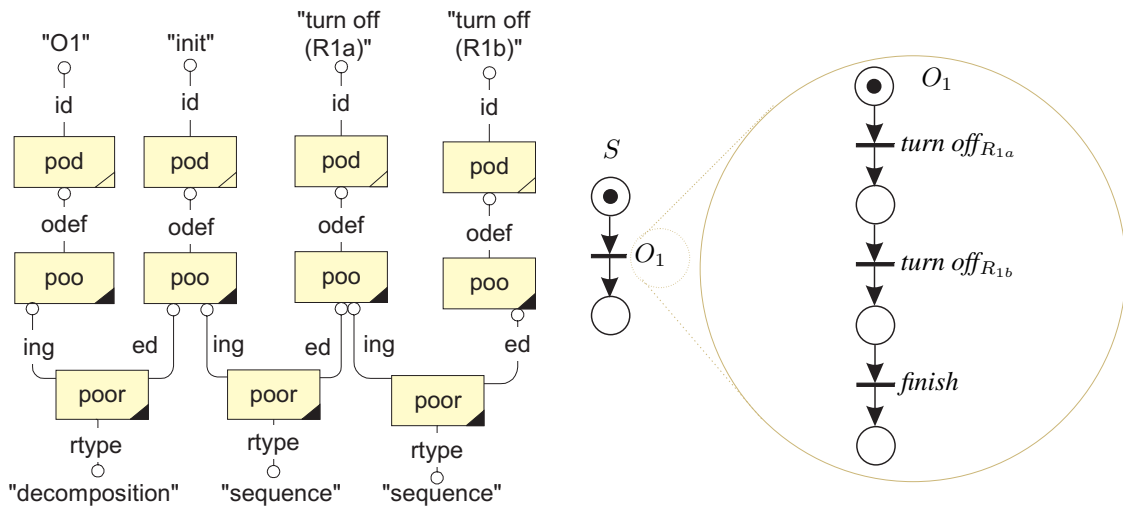 "O1" "init" "turn off "turn off
(R1a)" (R1b)"
id id id id
pod pod pod pod
odef odef odef odef
poo poo poo poo
ing ed ing ed ing ed
poor poor poor
rtype rtype rtype
"decomposition" "sequence" "sequence"
S
O1
O1
turn offR1a
turn offR1b
finish